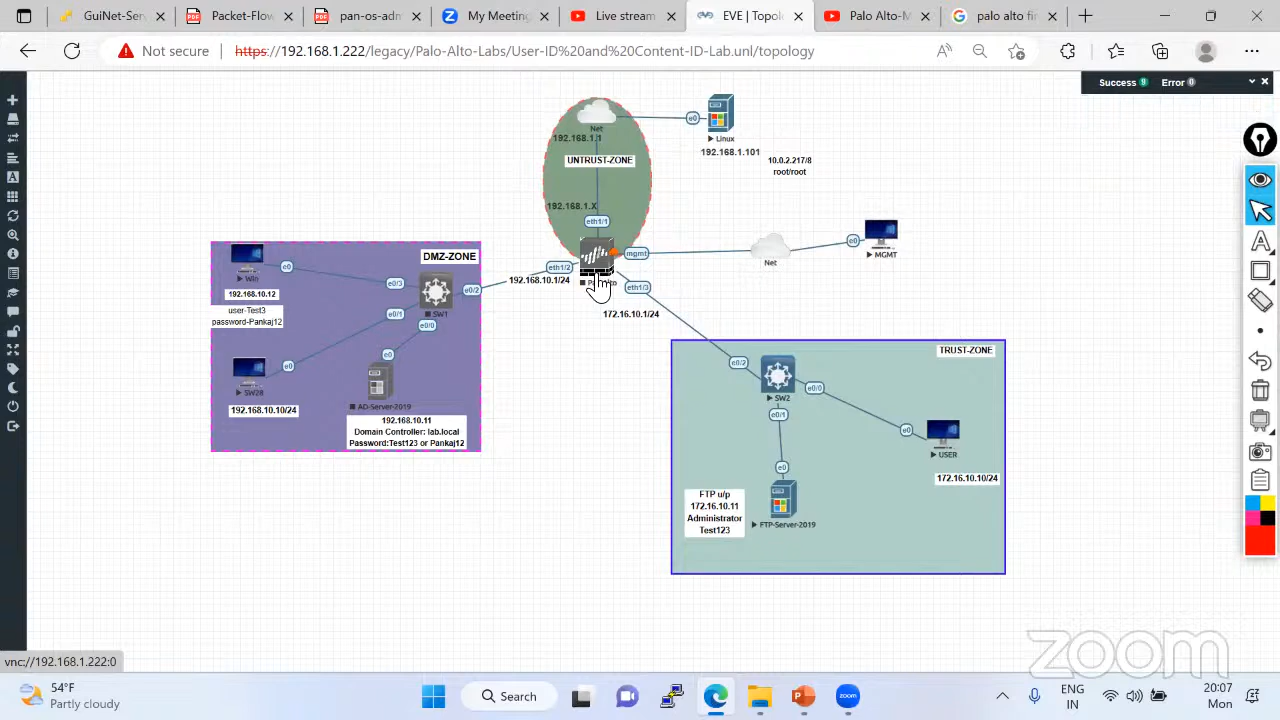 GuiNet-Sen
Packet-H
pan-os-adr
My Meeti
Live stream
EVE | Topolo
Palo Alto-M
palo alto fir
Not secure
https://192.168.1.222/legacy/Palo-Alto-Labs/User-ID%20and%20Content-ID-Lab.unl/topology
Success 9 Error 0
Net
192.168.1.1
UNTRUST-ZONE
192.168.1.X
eth1/1
e0
Linux
192.168.1.101
10.0.2.217/8
root/root
mgmt
Net
e0
MGMT
eth1/2
192.168.10.1/24
eth1/3
172.16.10.1/24
DMZ-ZONE
Win
e0
192.168.10.12
user-Test3
password-Pankaj12
e0/3
e0/2
SW1
e0/1
e0/0
SW28
e0
192.168.10.10/24
e0
AD-Server-2019
192.168.10.11
Domain Controller: lab.local
Password:Test123 or Pankaj12
TRUST-ZONE
e0/2
SW2
e0/0
e0/1
e0
USER
172.16.10.10/24
e0
FTP u/p
172.16.10.11
Administrator
Test123
FTP-Server-2019
zoom
vnc://192.168.1.222:0
54°F
Partly cloudy
Search
zoom
ENG
IN
20:07
Mon